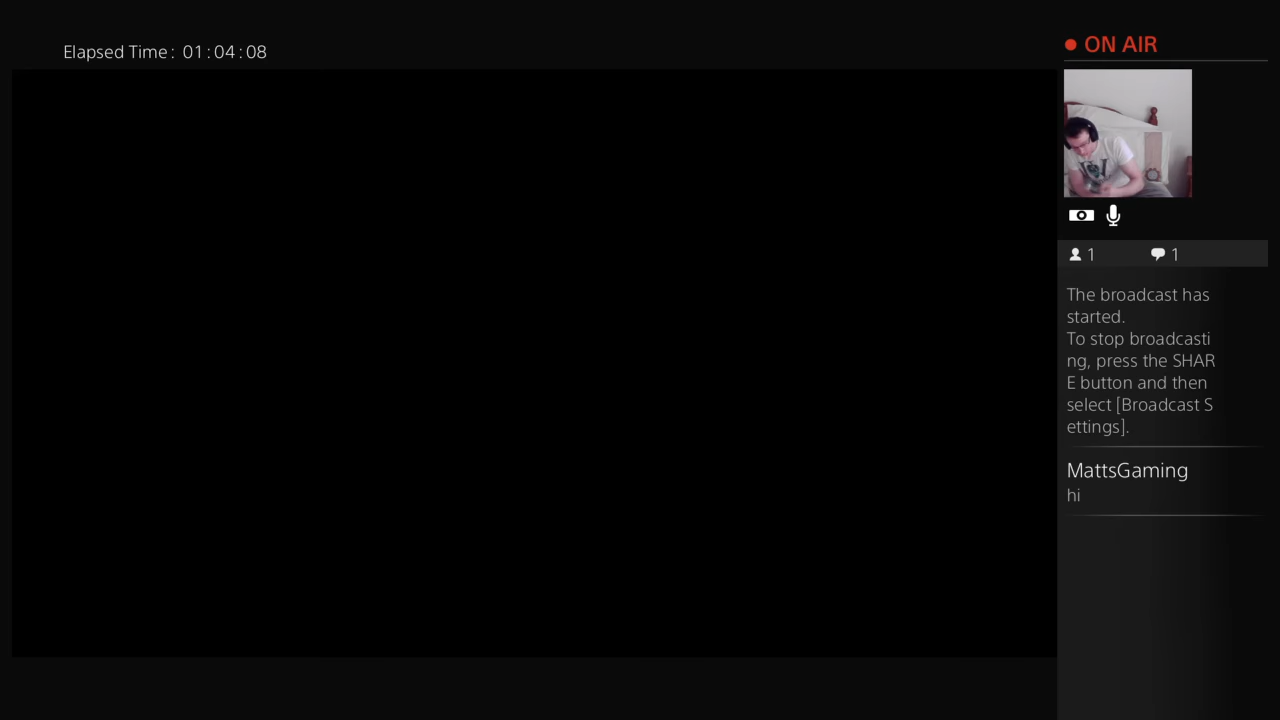 Elapsed Time: 01:04:08
ON AIR
1 1
The broadcast has
started.
To stop broadcasti
ng, press the SHAR
E button and then
select [Broadcast S
ettings].
MattsGaming
hi